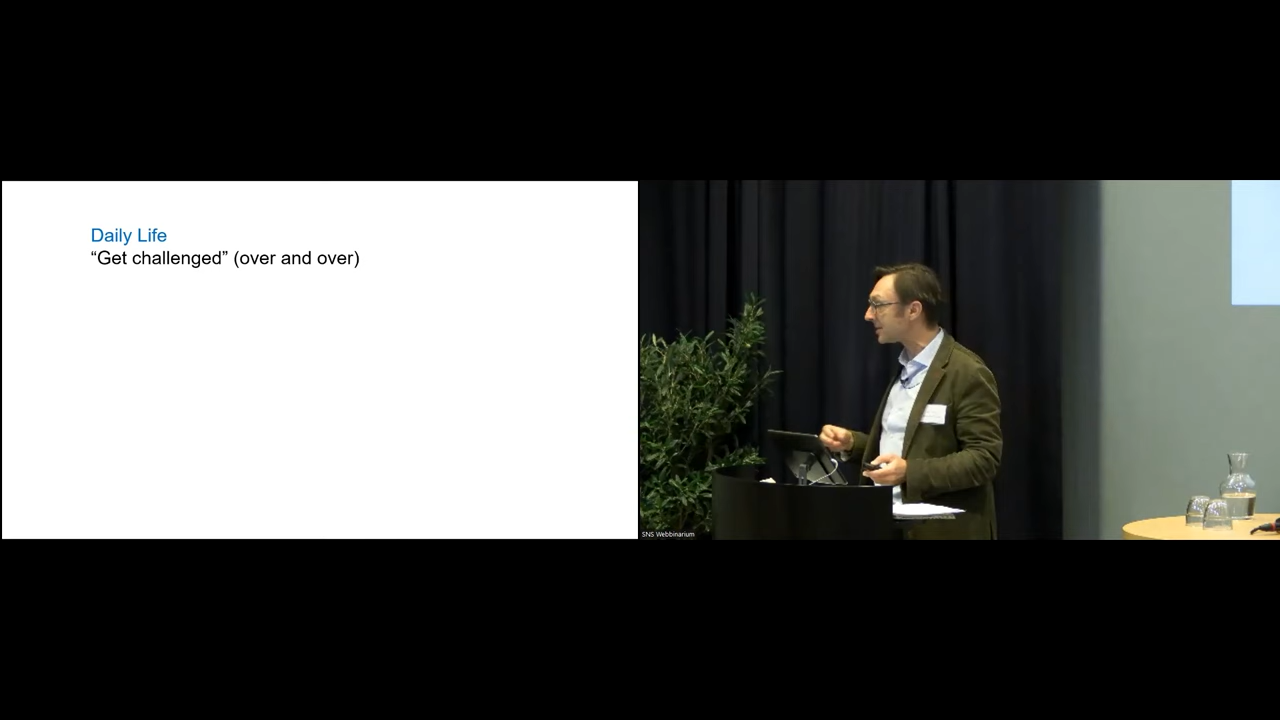 Daily Life
“Get challenged” (over and over)
SNS Webbinarium